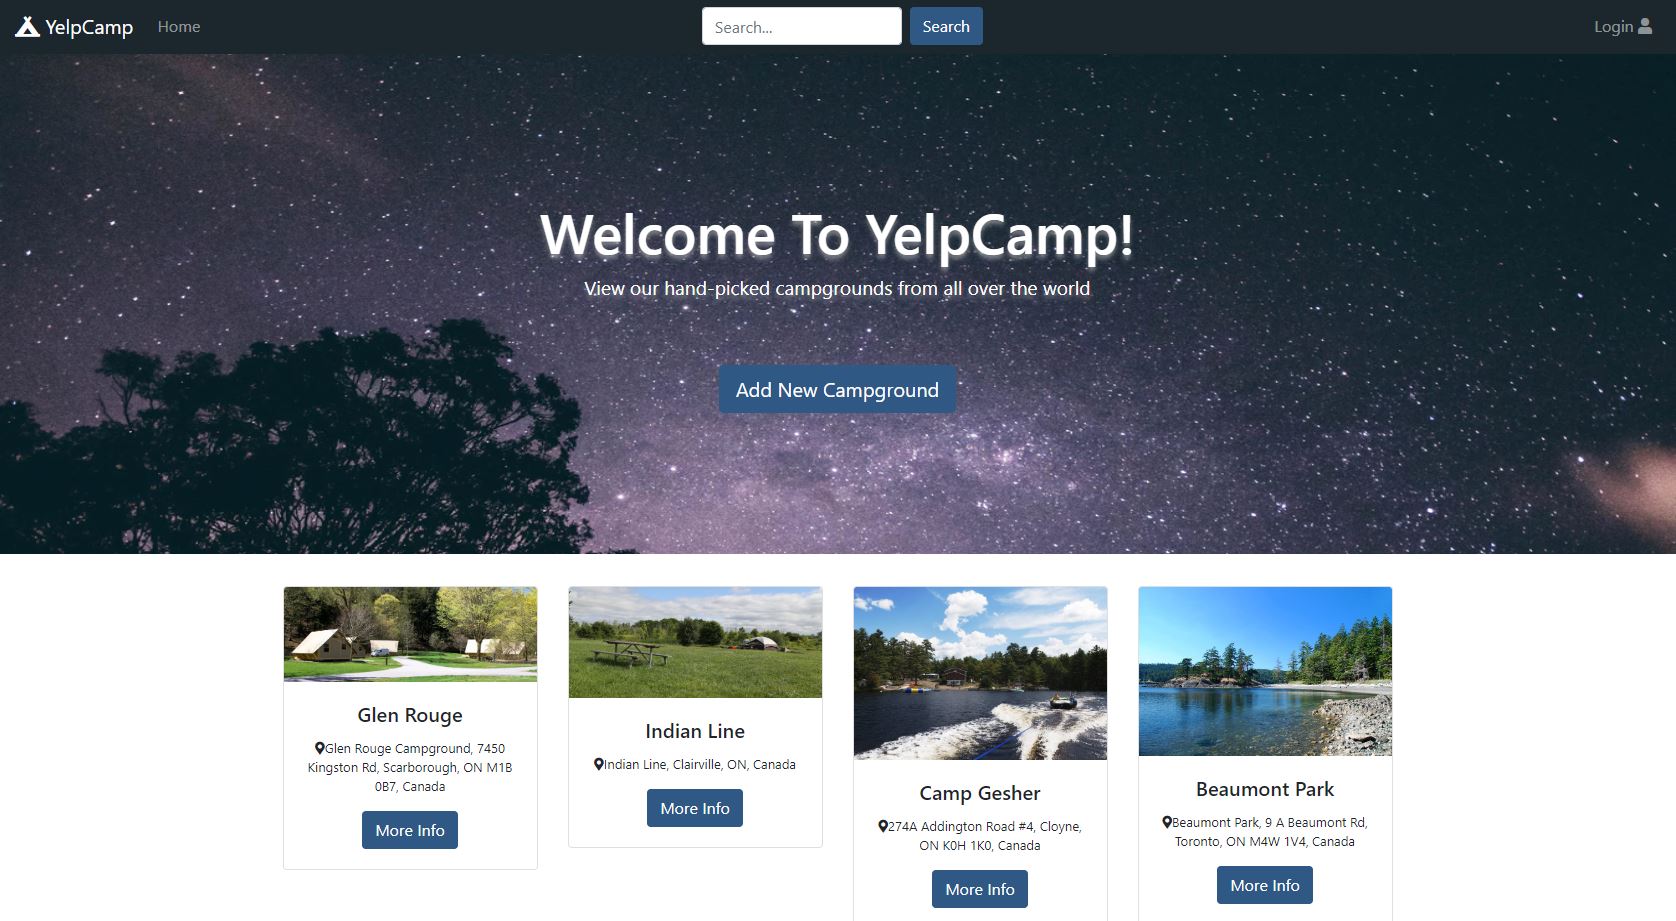 YelpCamp
Home
Search...
Search
Login
Welcome To YelpCamp!
View our hand-picked campgrounds from all over the world
Add New Campground
Glen Rouge
Glen Rouge Campground, 7450
Kingston Rd, Scarborough, ON M1B
0B7, Canada
More Info
Indian Line
Indian Line, Clairville, ON, Canada
More Info
Camp Gesher
274A Addington Road #4, Cloyne,
ON K0H 1K0, Canada
More Info
Beaumont Park
Beaumont Park, 9 A Beaumont Rd,
Toronto, ON M4W 1V4, Canada
More Info